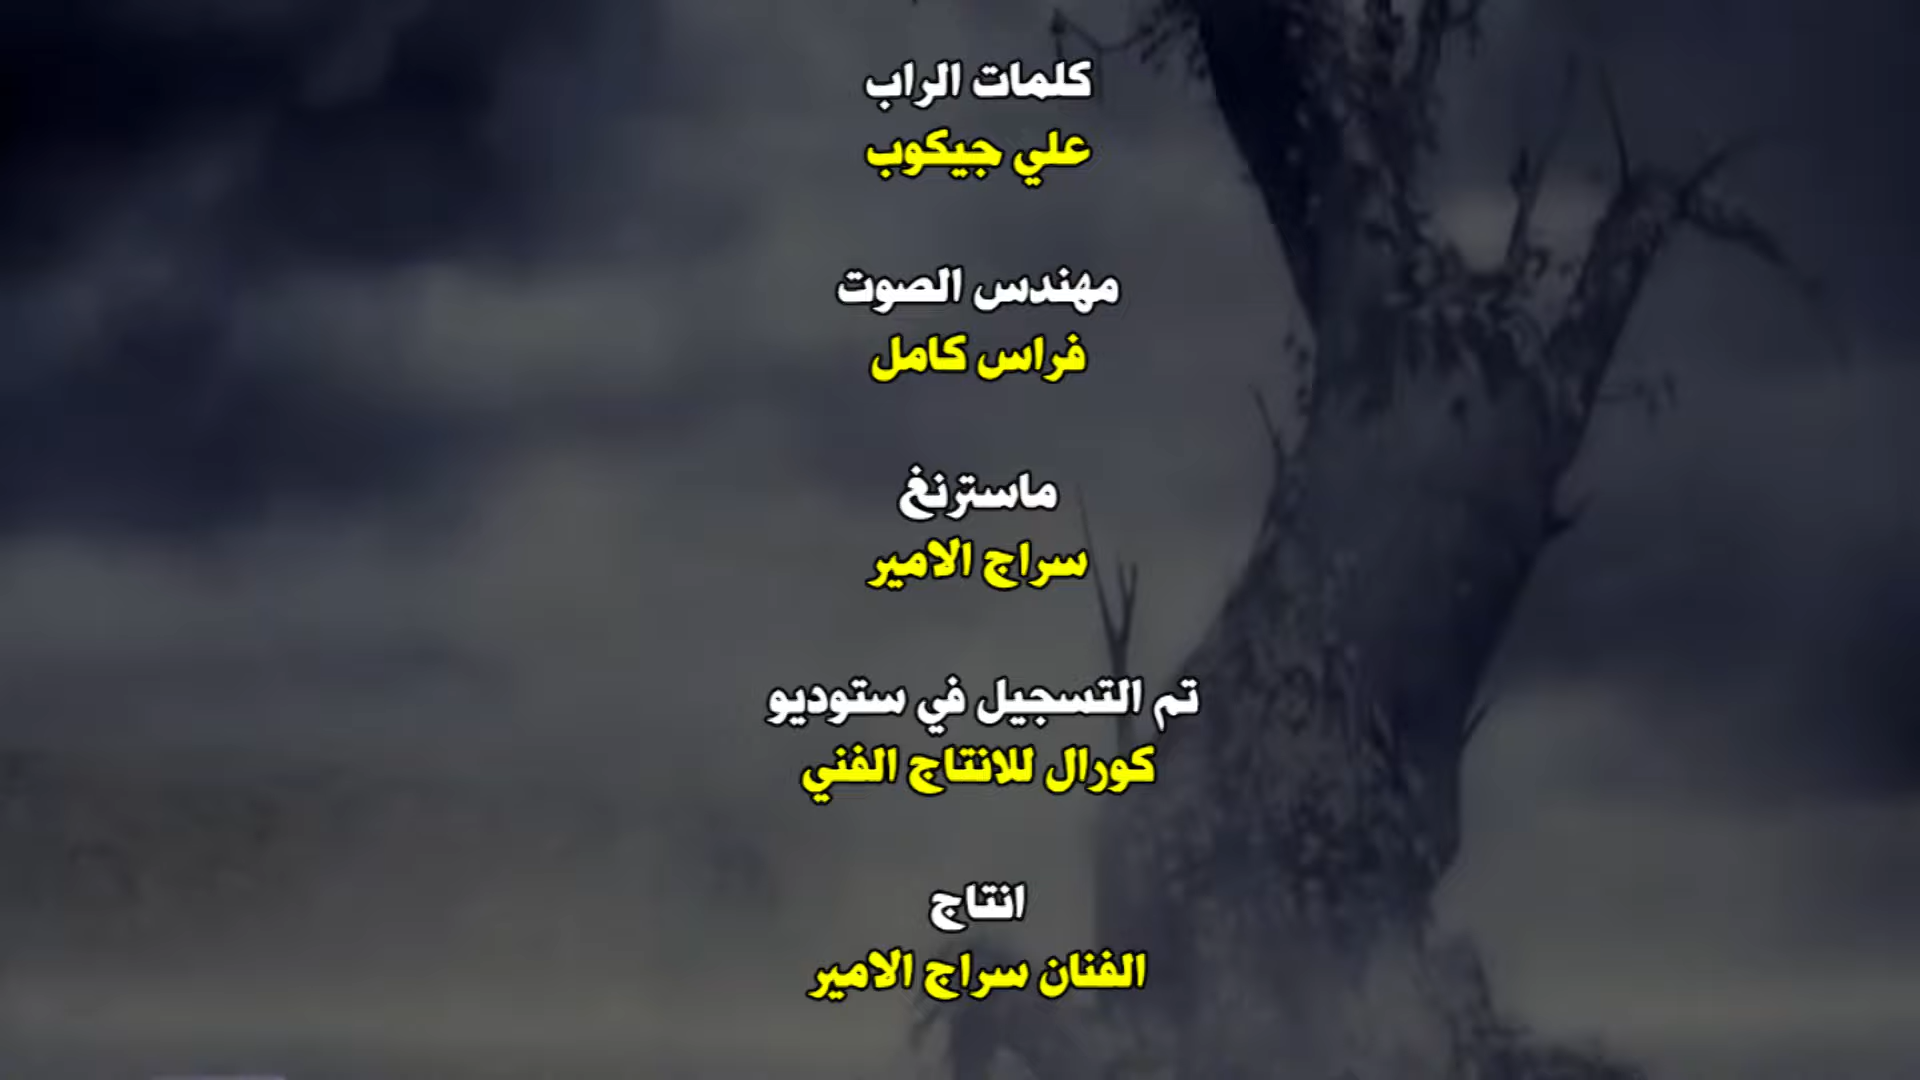 كلمات الراب
علي جيكوب
مهندس الصوت
فراس كامل
ماسترنغ
سراج الامير
تم التسجيل في ستوديو
كورال للانتاج الفني
انتاج
الفنان سراج الامير